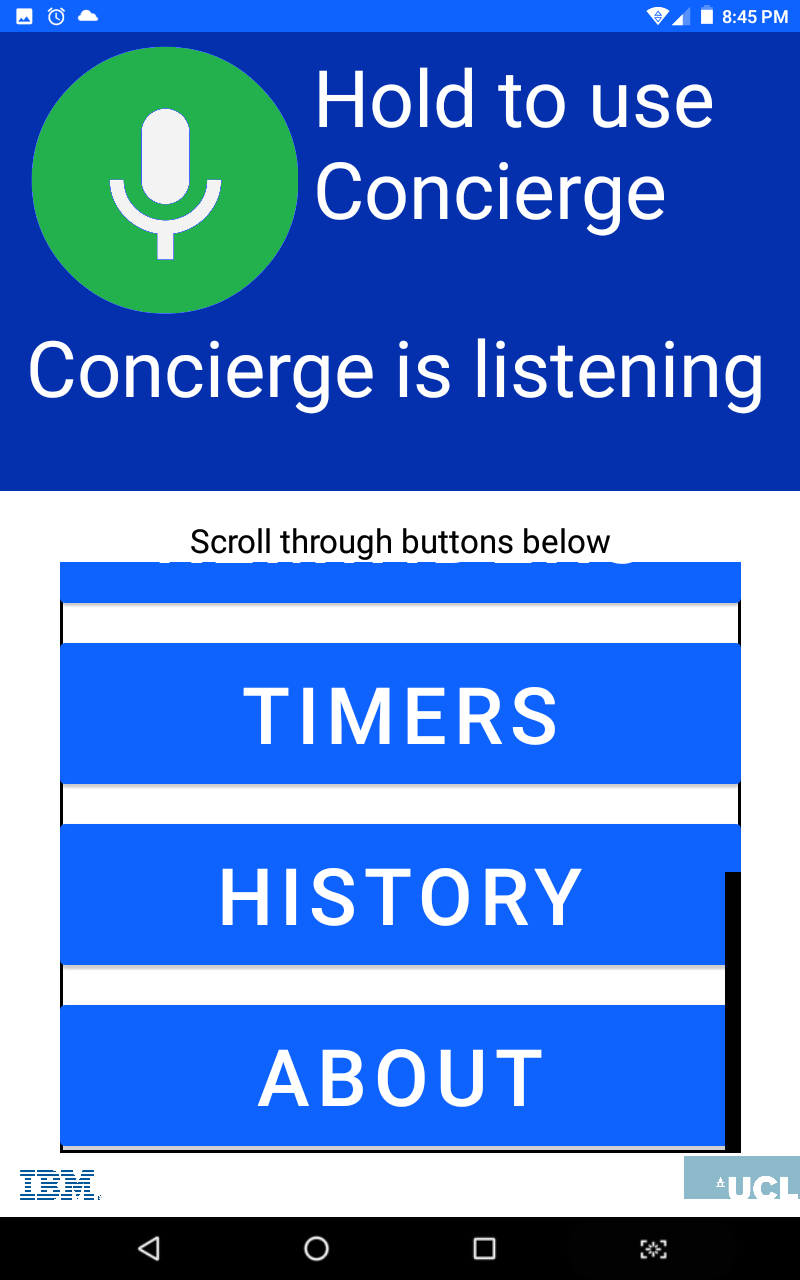 8:45 PM
Hold to use
Concierge
Concierge is listening
Scroll through buttons below
TIMERS
HISTORY
ABOUT
IBM
UCL